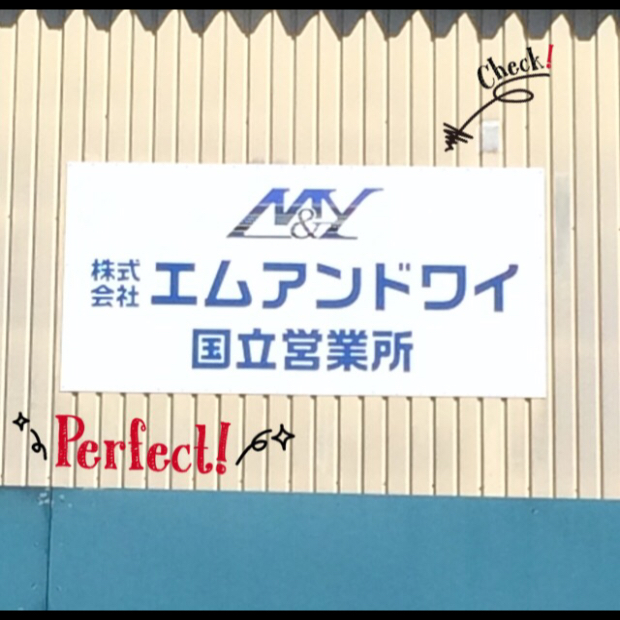 Check!
M&Y
株式会社 エムアンドワイ
国立営業所
Perfect!